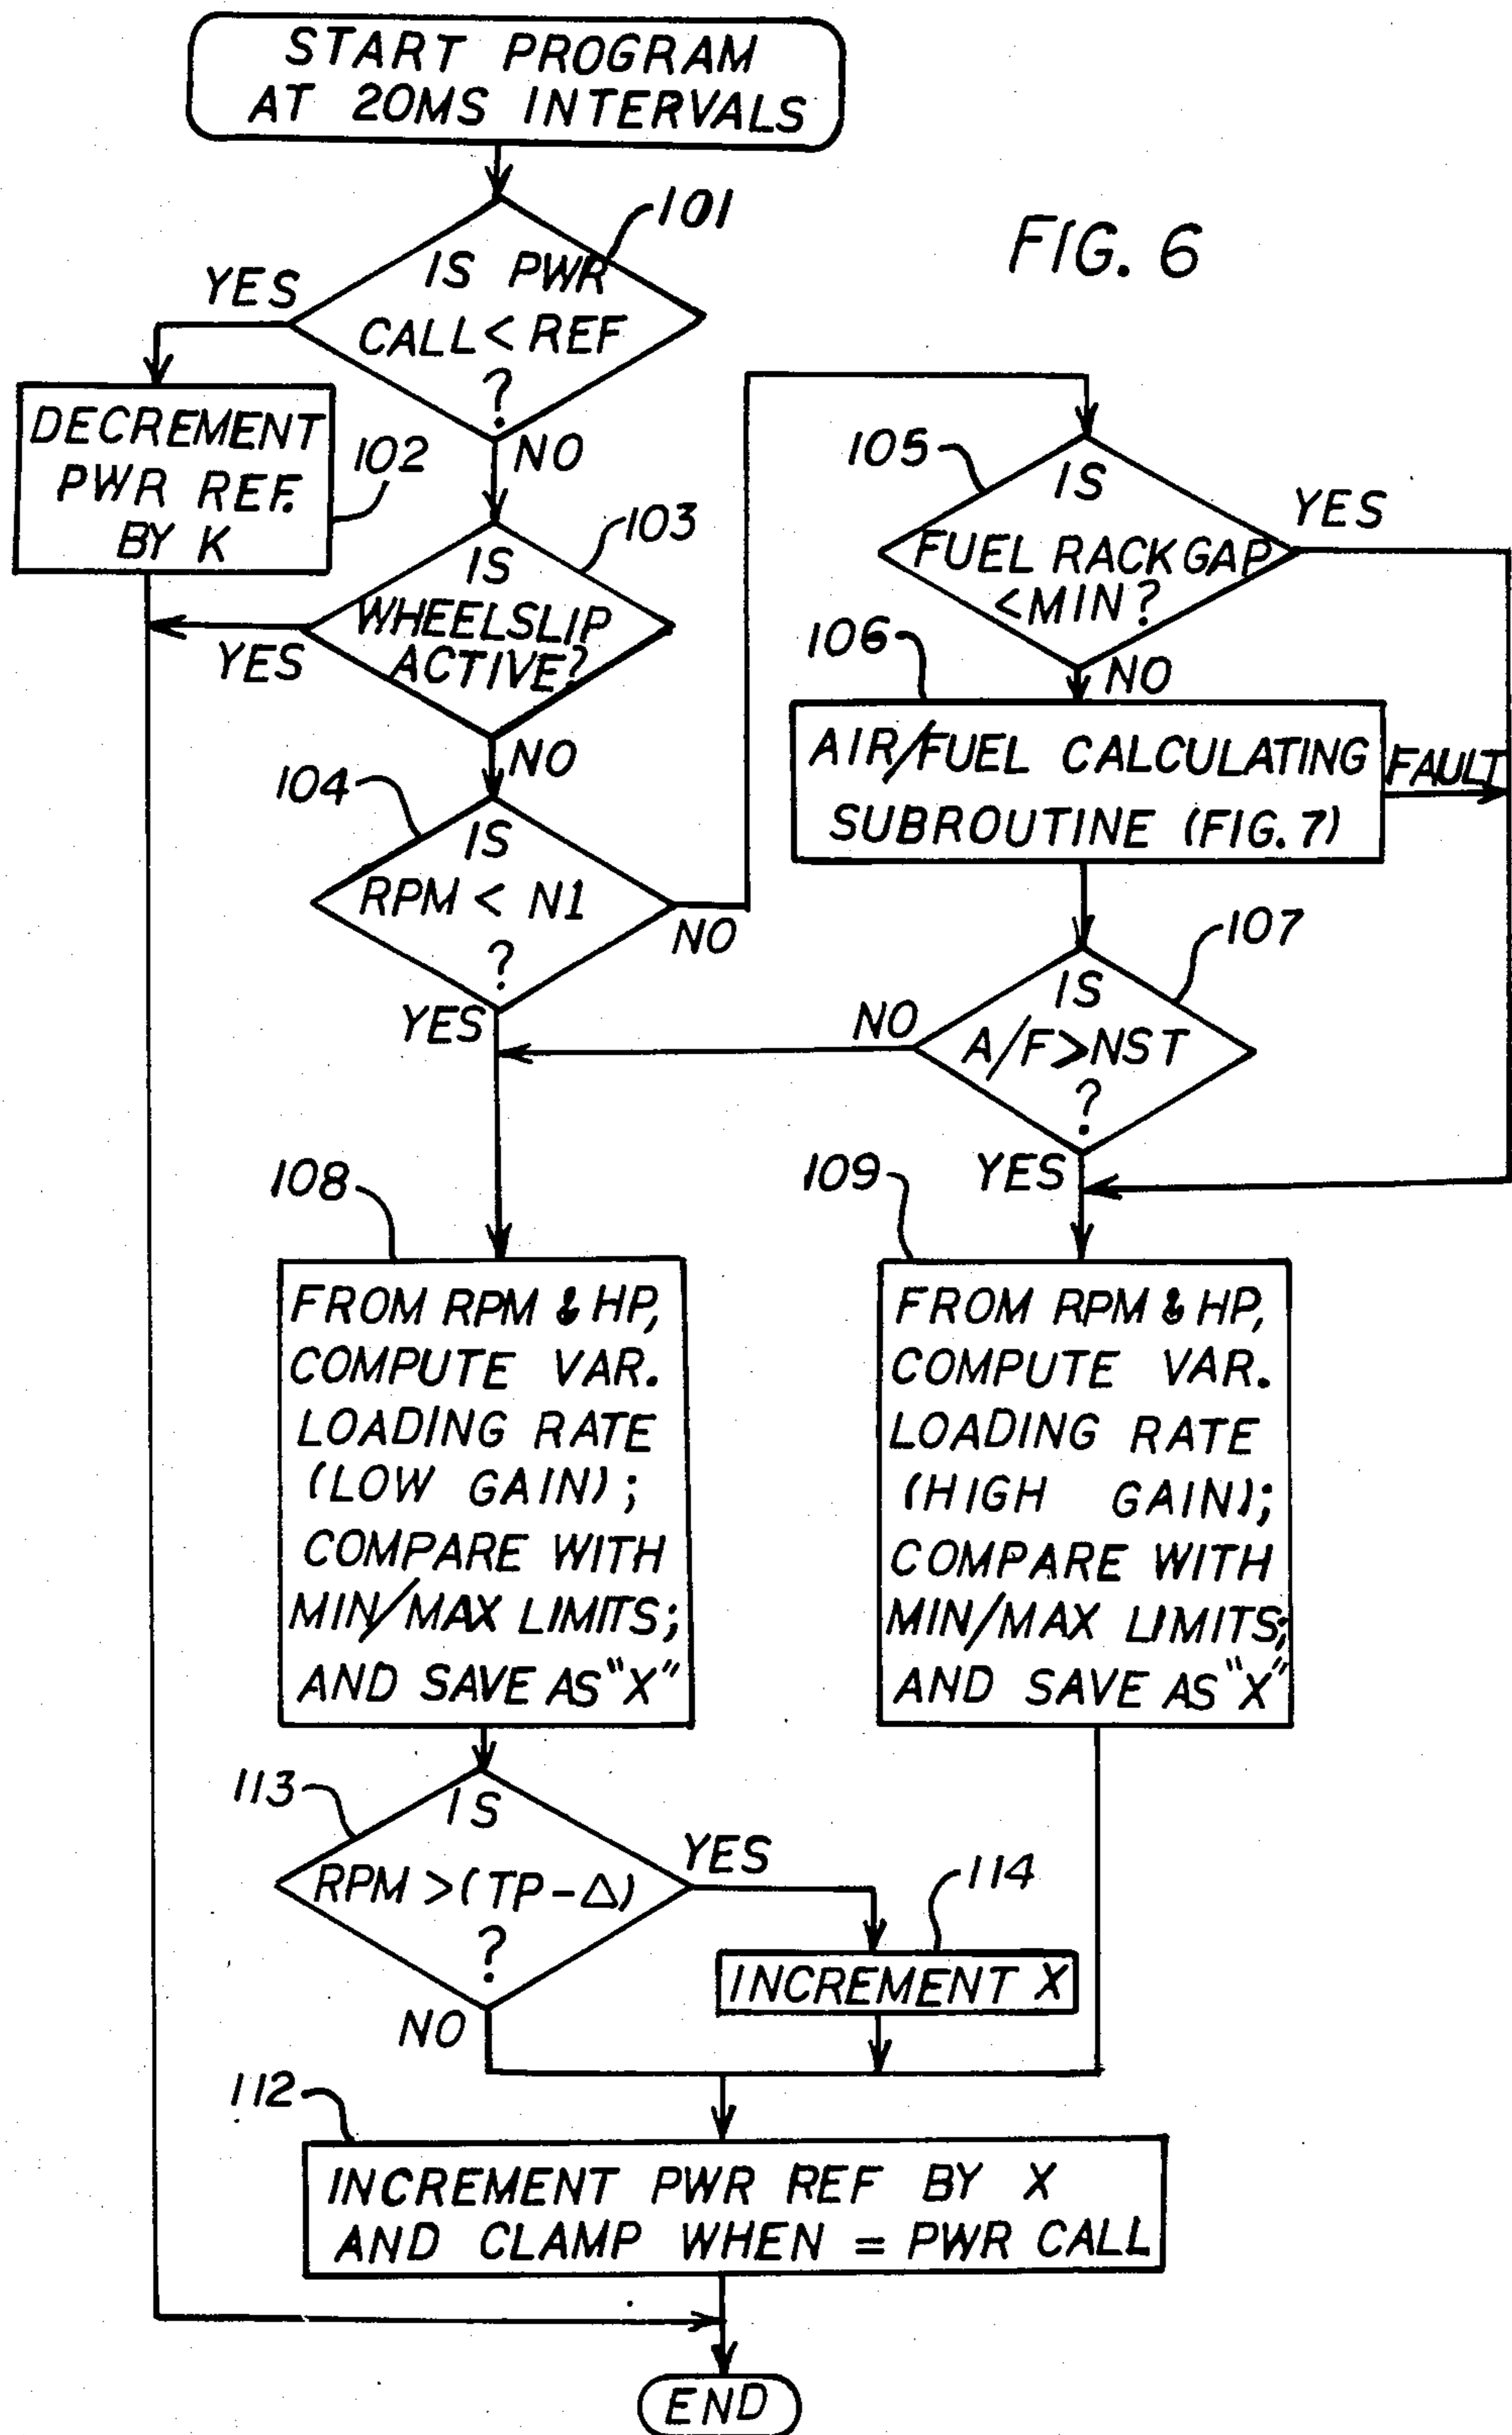 START PROGRAM
AT 20MS INTERVALS
101
FIG. 6
IS PWR
CALL < REF
?
YES
NO
DECREMENT
PWR REF.
BY K
102
103
IS
WHEELSLIP
ACTIVE?
YES
NO
104
IS
RPM < N1
?
NO
YES
105
IS
FUEL RACK GAP
<MIN?
YES
NO
106
AIR/FUEL CALCULATING
SUBROUTINE (FIG. 7)
FAULT
107
IS
A/F>NST
?
NO
YES
108
FROM RPM & HP,
COMPUTE VAR.
LOADING RATE
(LOW GAIN);
COMPARE WITH
MIN/MAX LIMITS;
AND SAVE AS "X"
109
FROM RPM & HP,
COMPUTE VAR.
LOADING RATE
(HIGH GAIN);
COMPARE WITH
MIN/MAX LIMITS;
AND SAVE AS "X"
113
IS
RPM >(TP-Δ)
?
YES
NO
114
INCREMENT X
112
INCREMENT PWR REF BY X
AND CLAMP WHEN = PWR CALL
END